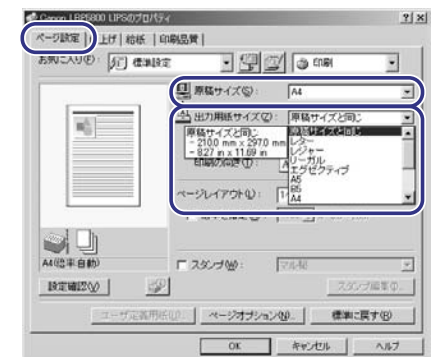 Canon LBP5800 LIPSのプロパティ
ページ設定 上げ 給紙 印刷品質
お気に入り(F): 標準設定 印刷
原稿サイズ(S): A4
出力用紙サイズ(Z): 原稿サイズと同じ
原稿サイズと同じ
- 210.0 mm x 297.0 mm
- 8.27 in x 11.69 in
原稿サイズと同じ
レター
レジャー
リーガル
エグゼクティブ
A5
B5
A4
印刷の向き(T):
ページレイアウト(L):
A4(倍率:自動)
スタンプ(W): マル秘
設定確認(V) スタンプ編集(Q)...
ユーザ定義用紙(U)... ページオプション(N)... 標準に戻す(B)
OK キャンセル ヘルプ